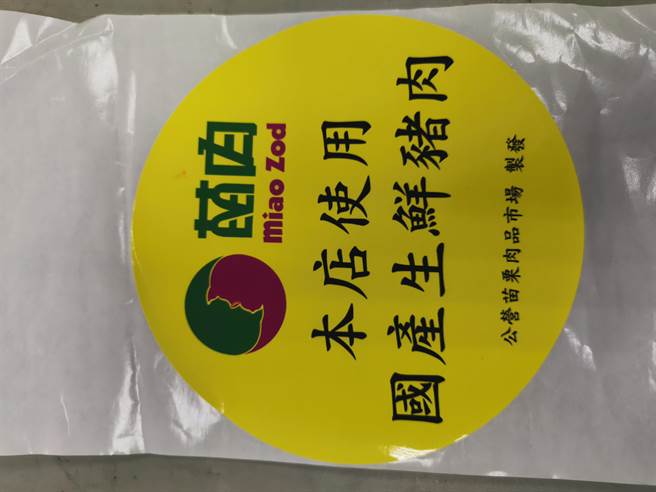 苗肉
Miao Zod
本店使用
國產生鮮豬肉
公營苗栗肉品市場 製發